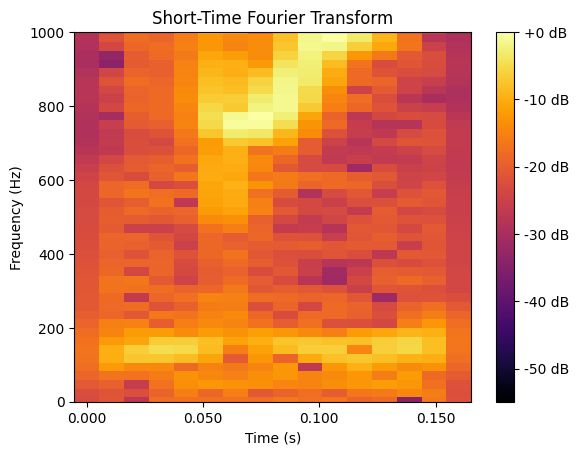 Short-Time Fourier Transform
1000
800
600
400
200
0
Frequency (Hz)
0.000
0.050
0.100
0.150
Time (s)
+0 dB
-10 dB
-20 dB
-30 dB
-40 dB
-50 dB